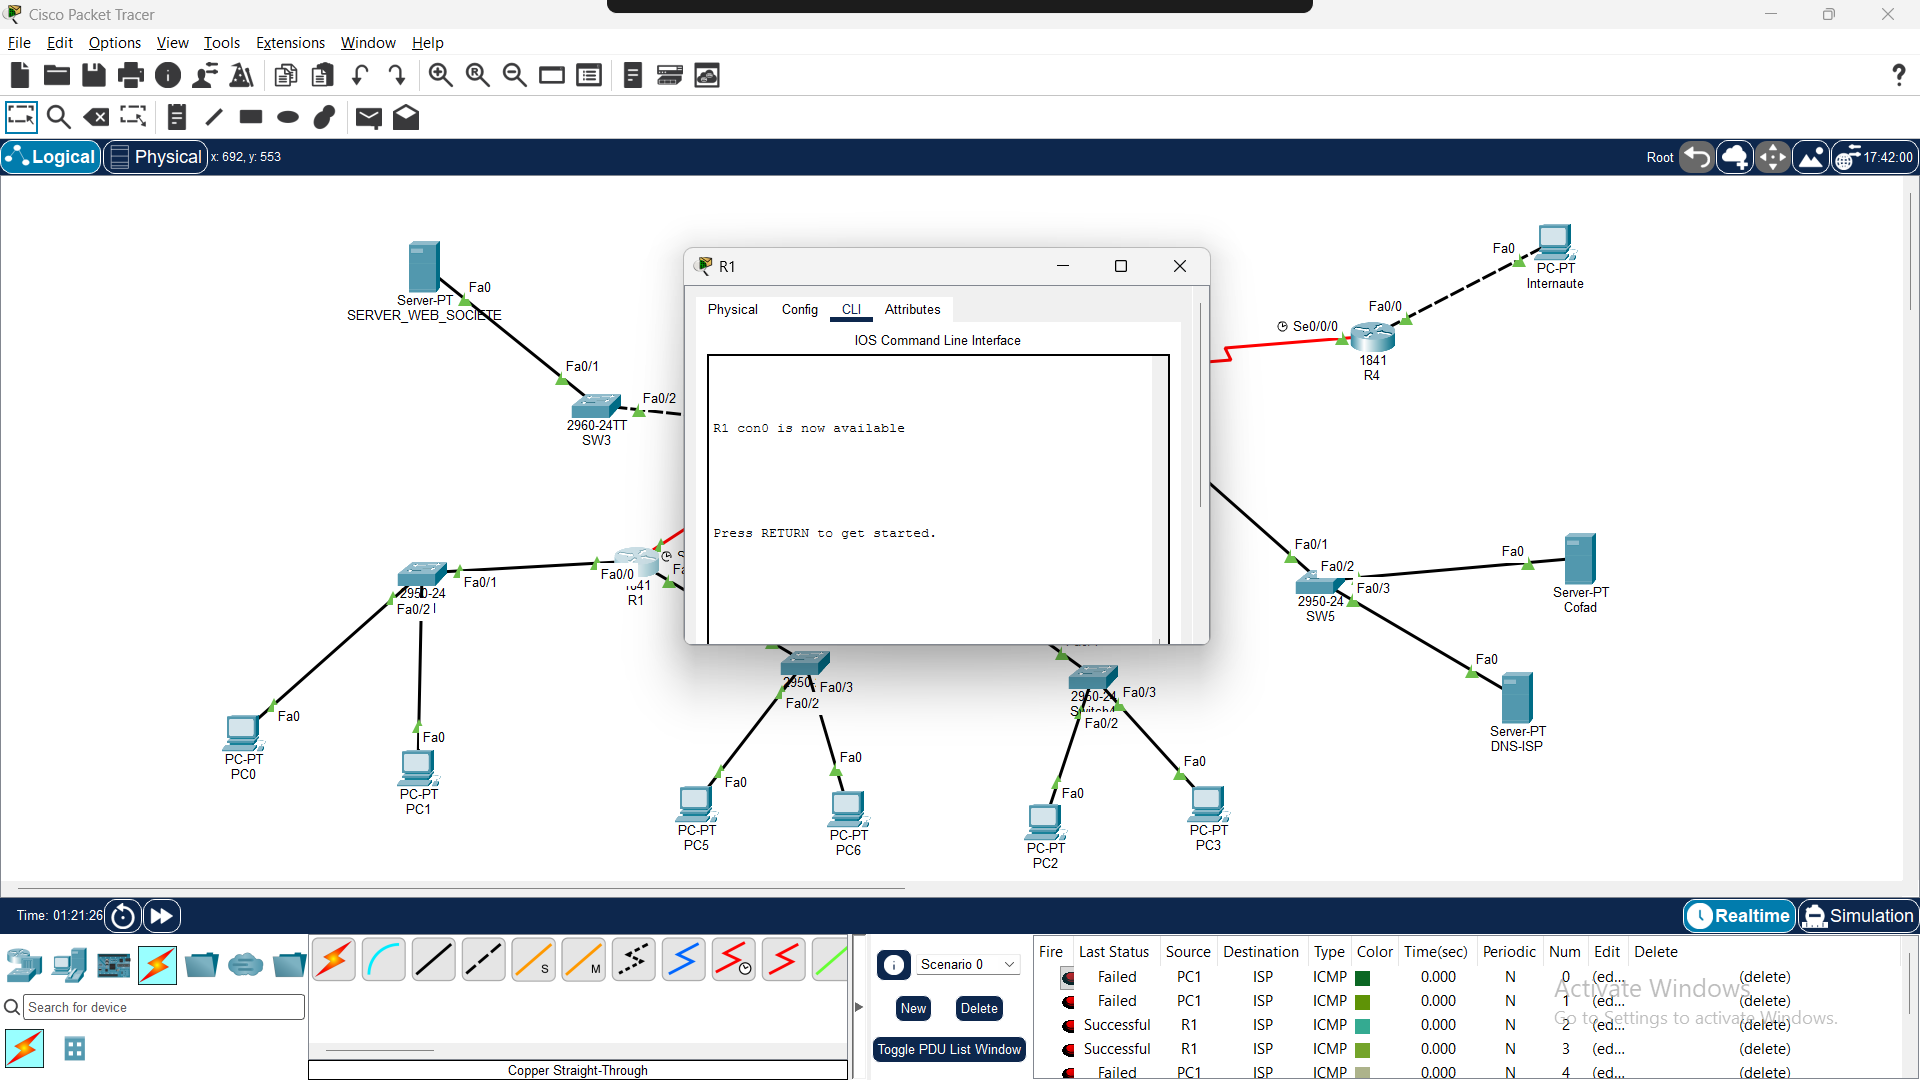 Cisco Packet Tracer
File Edit Options View Tools Extensions Window Help
Logical Physical x: 692, y: 553 Root 17:42:00
Fa0
Server-PT
SERVER_WEB_SOCIETE
Fa0/1
Fa0/2
2960-24TT
SW3
R1
Physical Config CLI Attributes
IOS Command Line Interface
R1 con0 is now available
Press RETURN to get started.
Fa0
PC-PT
Internaute
Fa0/0
Se0/0/0
1841
R4
Fa0/1
2950-24
Fa0/2
Fa0/0
1841
R1
Fa0/1
Fa0/2
Fa0/3
2950-24
SW5
Fa0
Server-PT
Cofad
Fa0
Server-PT
DNS-ISP
Fa0
PC-PT
PC0
Fa0
PC-PT
PC1
Fa0/3
Fa0/2
Fa0
PC-PT
PC5
Fa0
PC-PT
PC6
2950-24
Switch4
Fa0/3
Fa0/2
Fa0
PC-PT
PC2
Fa0
PC-PT
PC3
Time: 01:21:26 Realtime Simulation
Search for device
S M
Copper Straight-Through
Scenario 0
New Delete
Toggle PDU List Window
Fire Last Status Source Destination Type Color Time(sec) Periodic Num Edit Delete
Failed PC1 ISP ICMP 0.000 N 0 (ed... (delete)
Failed PC1 ISP ICMP 0.000 N 1 (ed... (delete)
Successful R1 ISP ICMP 0.000 N 2 (ed... (delete)
Successful R1 ISP ICMP 0.000 N 3 (ed... (delete)
Failed PC1 ISP ICMP 0.000 N 4 (ed... (delete)
Activate Windows
Go to Settings to activate Windows.